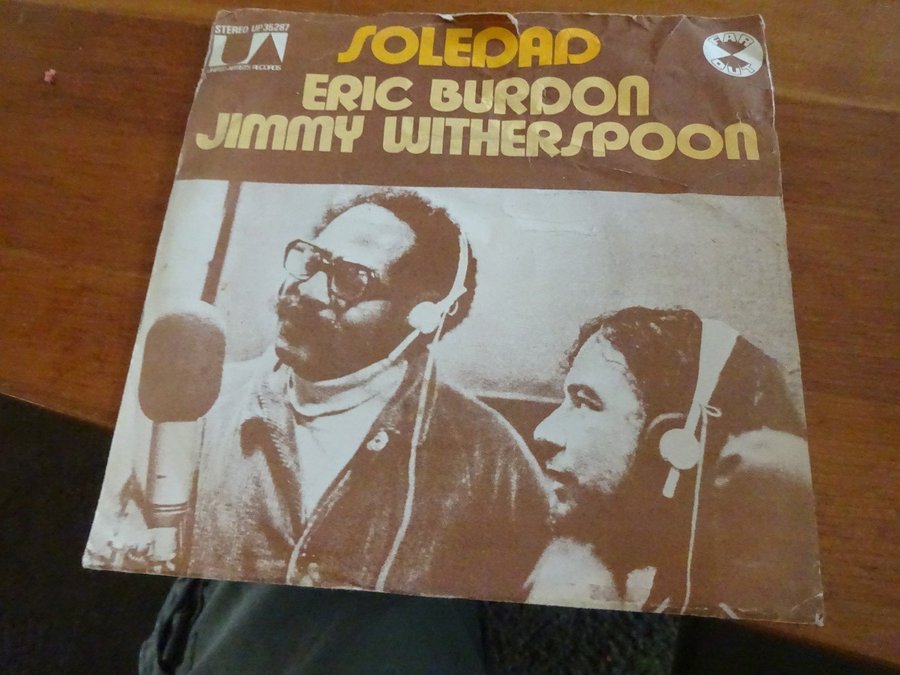 STEREO UP 35287
UA
UNITED ARTISTS RECORDS
SOLEDAD
FAR
OUT
ERIC BURDON
JIMMY WITHERSPOON